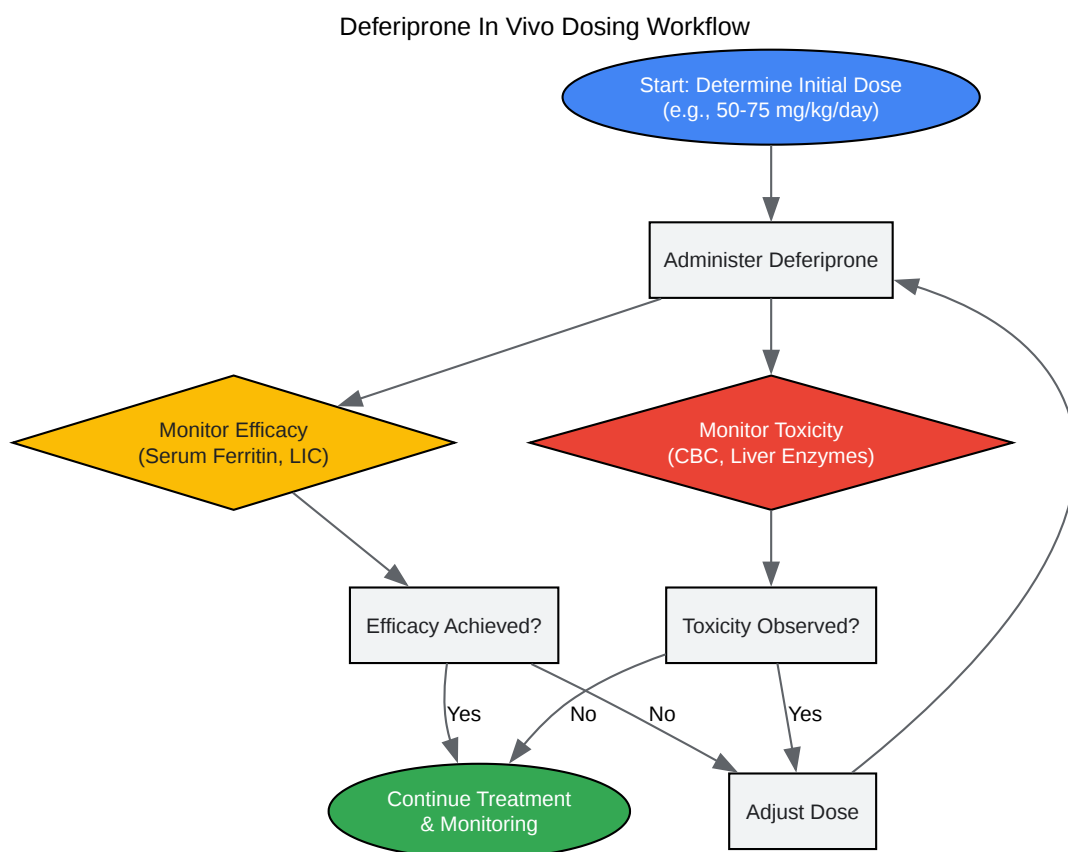 Deferiprone In Vivo Dosing Workflow
Start: Determine Initial Dose
(e.g., 50-75 mg/kg/day)
Administer Deferiprone
Monitor Efficacy
(Serum Ferritin, LIC)
Monitor Toxicity
(CBC, Liver Enzymes)
Efficacy Achieved?
Toxicity Observed?
Yes
No
No
Yes
Continue Treatment
& Monitoring
Adjust Dose